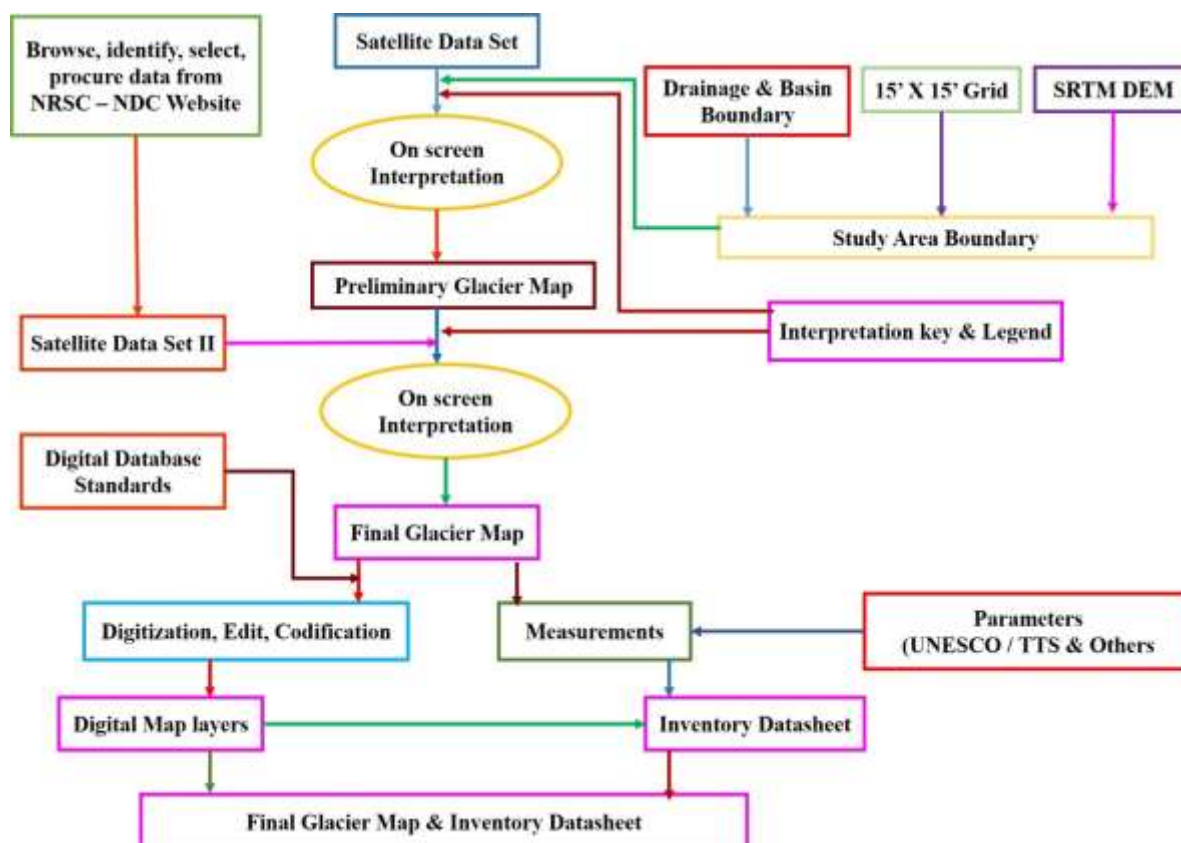 Browse, identify, select,
procure data from
NRSC – NDC Website
Satellite Data Set
Drainage & Basin
Boundary
15’ X 15’ Grid
SRTM DEM
On screen
Interpretation
Study Area Boundary
Preliminary Glacier Map
Interpretation key & Legend
Satellite Data Set II
On screen
Interpretation
Digital Database
Standards
Final Glacier Map
Digitization, Edit, Codification
Measurements
Parameters
(UNESCO / TTS & Others
Digital Map layers
Inventory Datasheet
Final Glacier Map & Inventory Datasheet